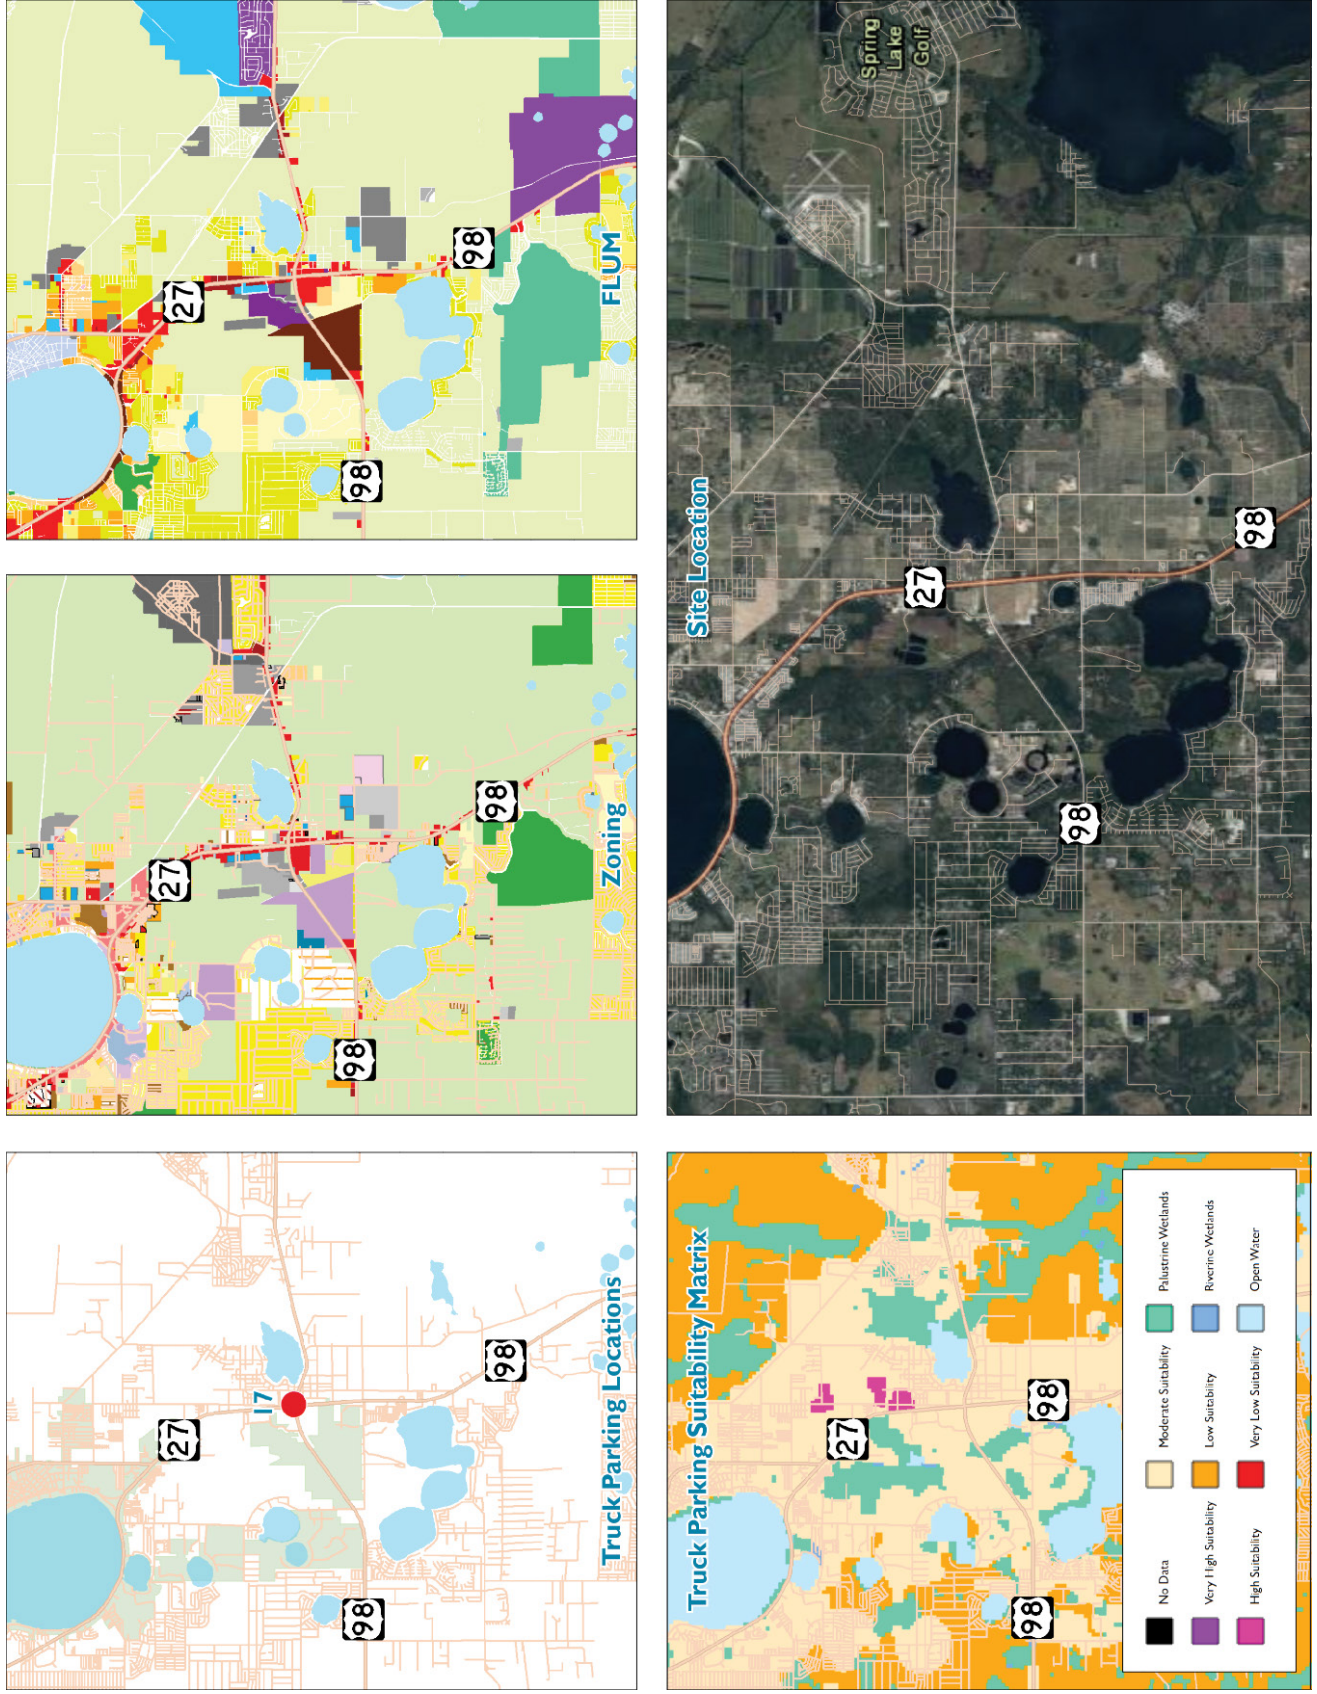 27
17
98
98
Truck Parking Locations
27
98
98
Zoning
27
98
98
FLUM
Truck Parking Suitability Matrix
27
98
98
No Data
Moderate Suitability
Palustrine Wetlands
Very High Suitability
Low Suitability
Riverine Wetlands
High Suitability
Very Low Suitability
Open Water
Site Location
Spring
Lake
Golf
27
98
98